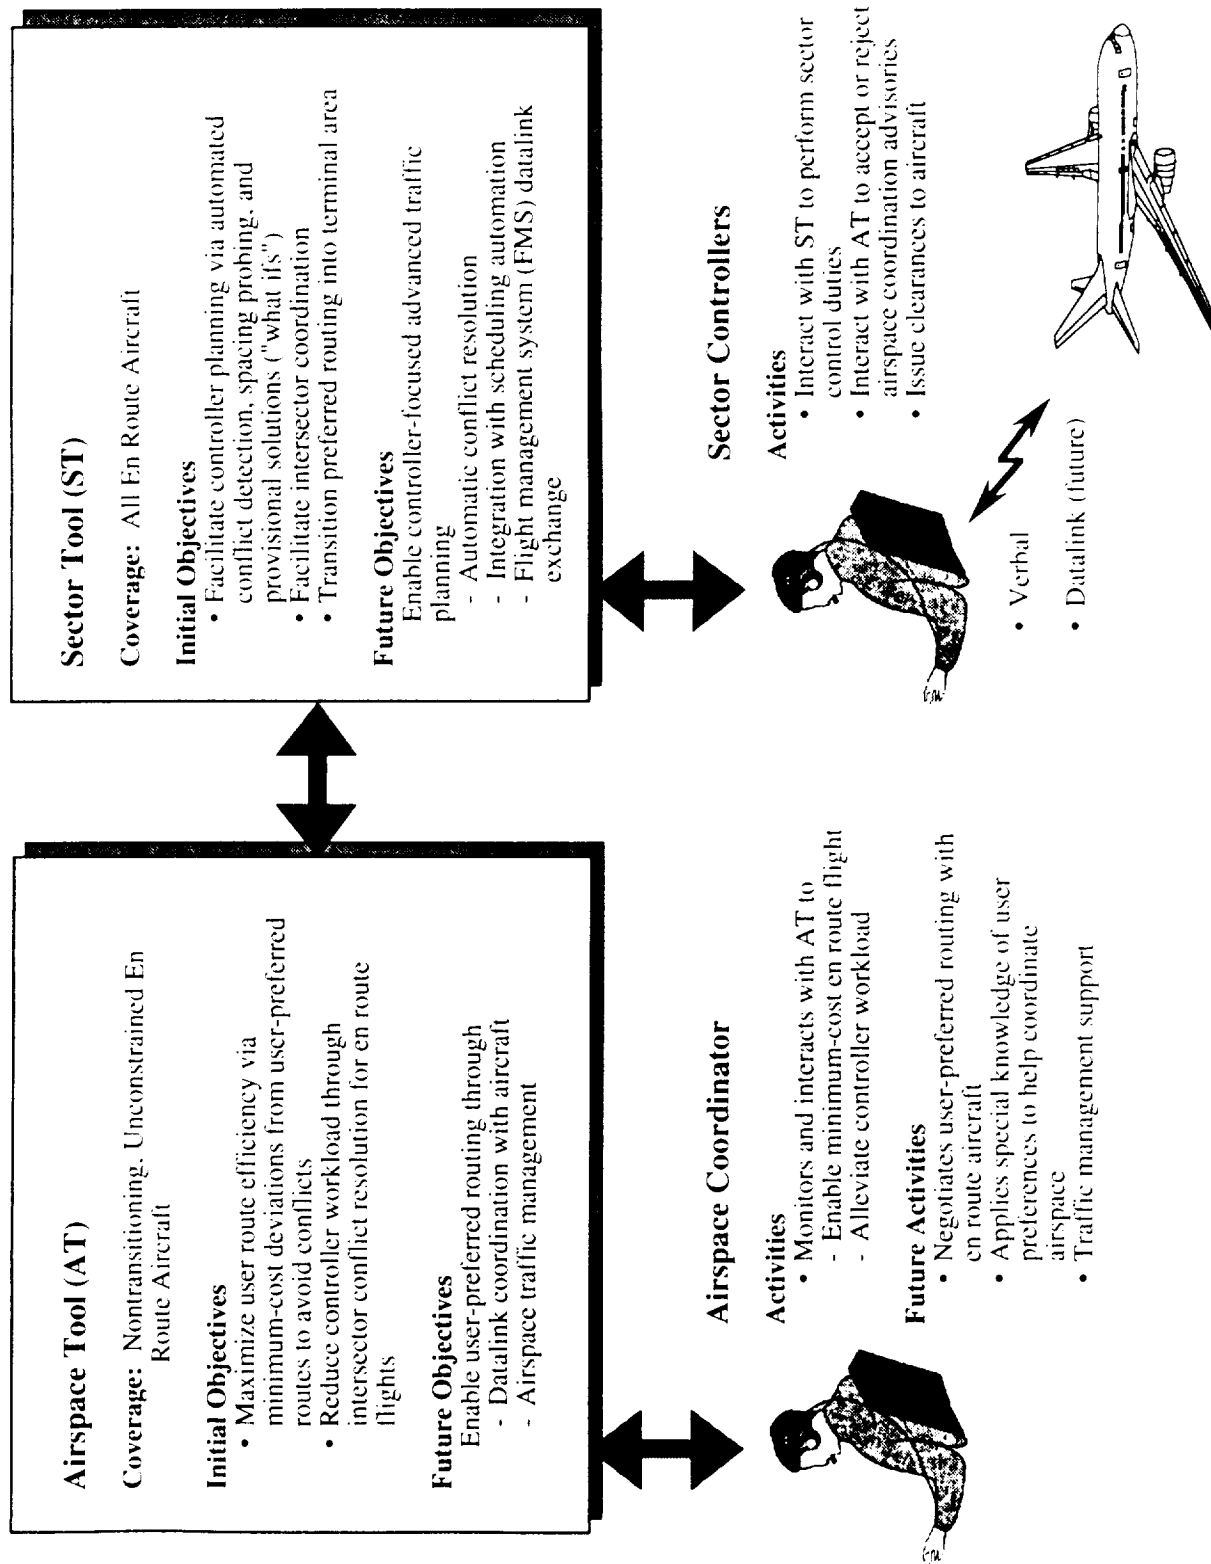 Airspace Tool (AT)
Coverage: Nontransitioning, Unconstrained En
Route Aircraft
Initial Objectives
• Maximize user route efficiency via
minimum-cost deviations from user-preferred
routes to avoid conflicts
• Reduce controller workload through
intersector conflict resolution for en route
flights
Future Objectives
Enable user-preferred routing through
- Datalink coordination with aircraft
- Airspace traffic management
Sector Tool (ST)
Coverage: All En Route Aircraft
Initial Objectives
• Facilitate controller planning via automated
conflict detection, spacing probing, and
provisional solutions ("what ifs")
• Facilitate intersector coordination
• Transition preferred routing into terminal area
Future Objectives
Enable controller-focused advanced traffic
planning
- Automatic conflict resolution
- Integration with scheduling automation
- Flight management system (FMS) datalink
exchange
Airspace Coordinator
Activities
• Monitors and interacts with AT to
- Enable minimum-cost en route flight
- Alleviate controller workload
Future Activities
• Negotiates user-preferred routing with
en route aircraft
• Applies special knowledge of user
preferences to help coordinate
airspace
• Traffic management support
Sector Controllers
Activities
• Interact with ST to perform sector
control duties
• Interact with AT to accept or reject
airspace coordination advisories
• Issue clearances to aircraft
• Verbal
• Datalink (future)